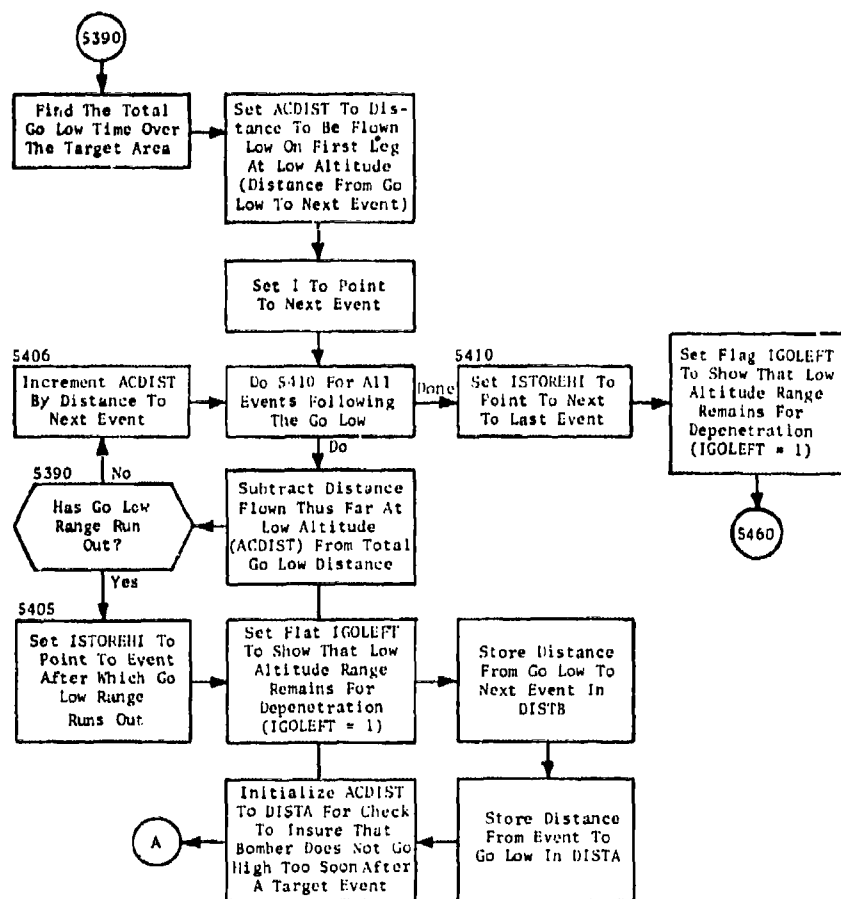 5390
Find The Total
Go Low Time Over
The Target Area
Set ACDIST To Dis-
tance To Be Flown
Low On First Leg
At Low Altitude
(Distance From Go
Low To Next Event)
Set I To Point
To Next Event
5406
Increment ACDIST
By Distance To
Next Event
Do 5410 For All
Events Following
The Go Low
Done
5410
Set ISTOREHI To
Point To Next
To Last Event
Set Flag IGOLEFT
To Show That Low
Altitude Range
Remains For
Depenetration
(IGOLEFT = 1)
5460
Do
5390
No
Has Go Low
Range Run
Out?
Yes
Subtract Distance
Flown Thus Far At
Low Altitude
(ACDIST) From Total
Go Low Distance
5405
Set ISTOREHI To
Point To Event
After Which Go
Low Range
Runs Out
Set Flat IGOLEFT
To Show That Low
Altitude Range
Remains For
Depenetration
(IGOLEFT = 1)
Store Distance
From Go Low To
Next Event In
DISTB
Store Distance
From Event To
Go Low In DISTA
Initialize ACDIST
To DISTA For Check
To Insure That
Bomber Does Not Go
High Too Soon After
A Target Event
A